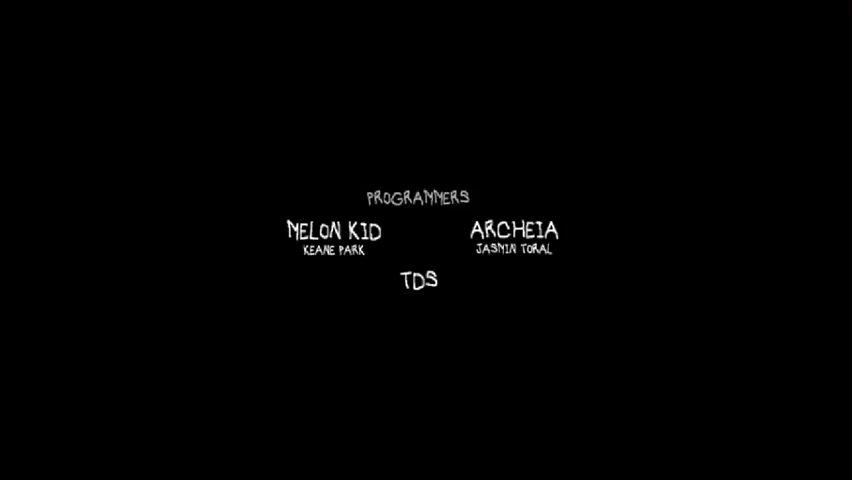 PROGRAMMERS
MELON KID ARCHEIA
KEANE PARK JASMIN TORAL
TDS